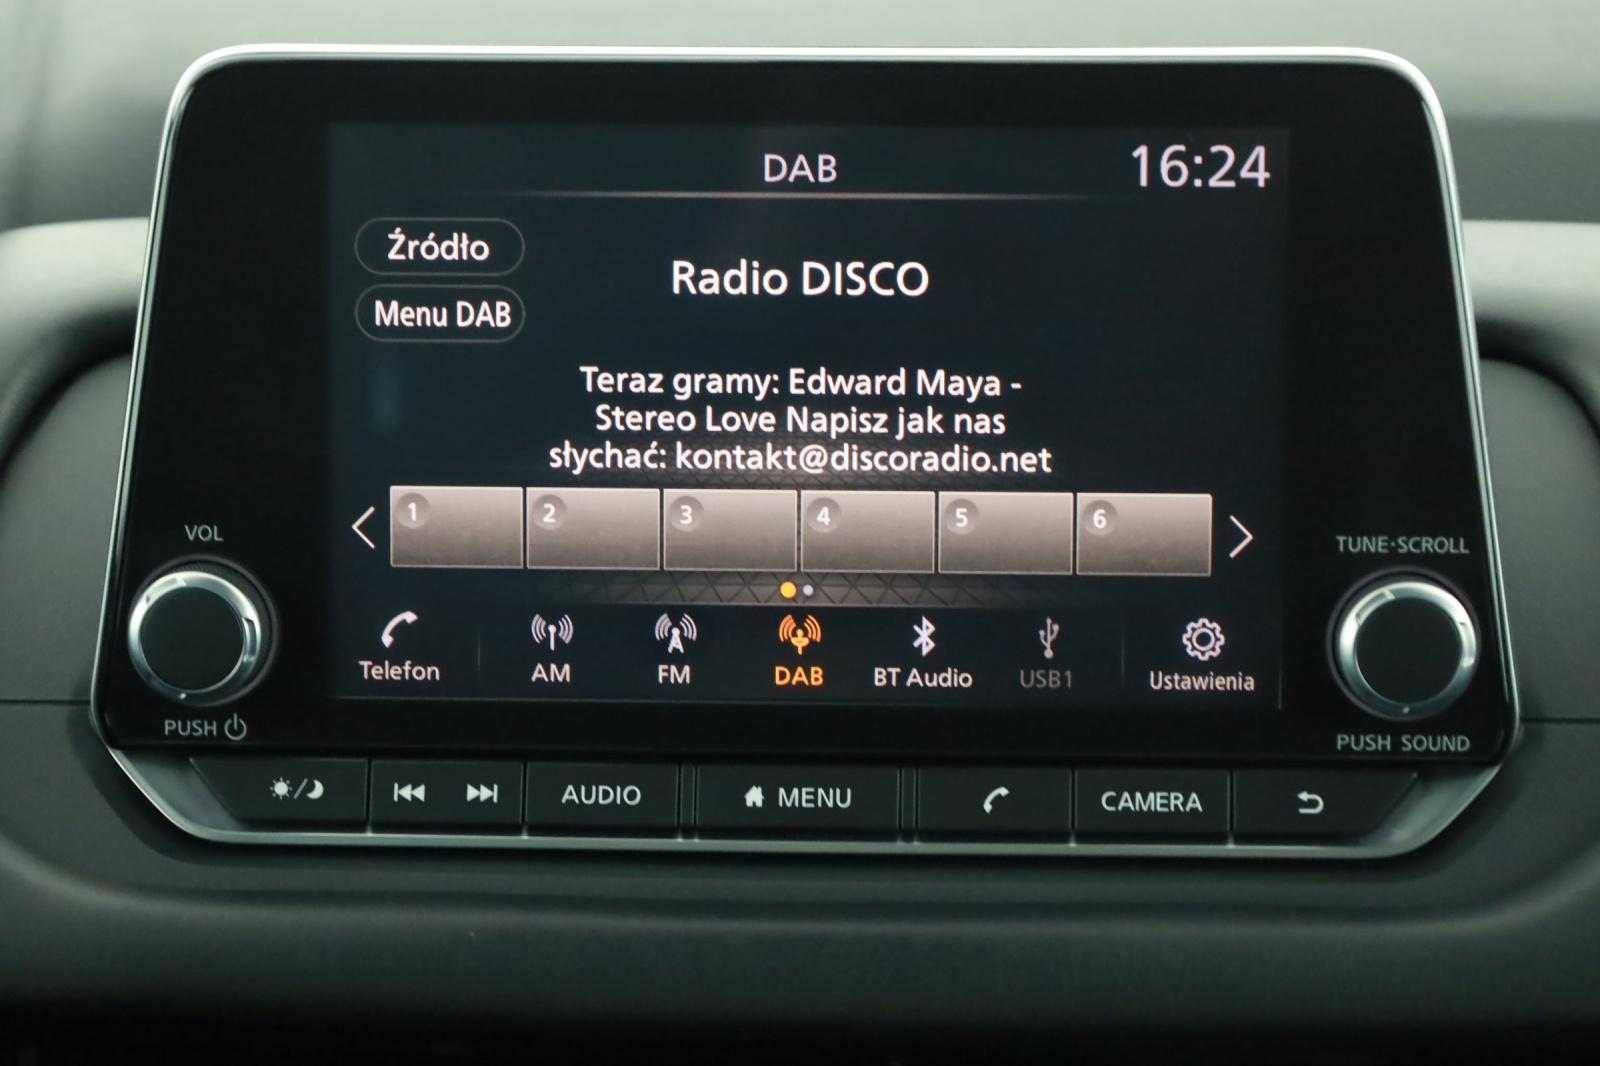 DAB
16:24
Źródło
Radio DISCO
Menu DAB
Teraz gramy: Edward Maya -
Stereo Love Napisz jak nas
słychać: kontakt@discoradio.net
1 2 3 4 5 6
VOL
TUNE·SCROLL
Telefon AM FM DAB BT Audio USB1 Ustawienia
PUSH
PUSH SOUND
AUDIO MENU CAMERA